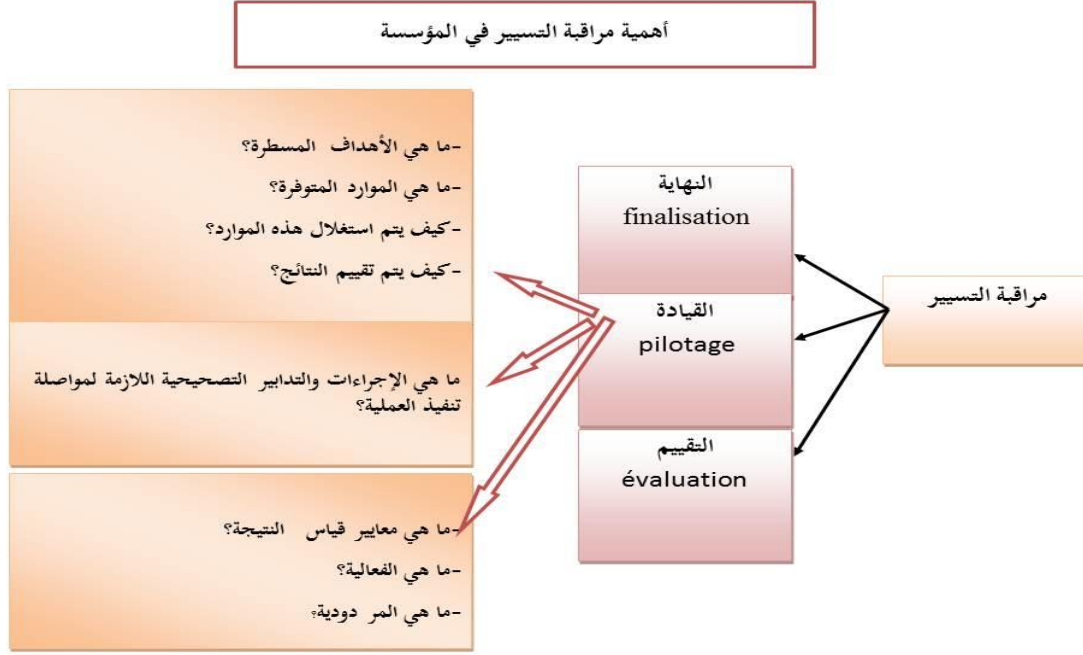 أهمية مراقبة التسيير في المؤسسة
مراقبة التسيير
النهاية
finalisation
القيادة
pilotage
التقييم
évaluation
-ما هي الأهداف المسطرة؟
-ما هي الموارد المتوفرة؟
-كيف يتم استغلال هذه الموارد؟
-كيف يتم تقييم النتائج؟
ما هي الإجراءات والتدابير التصحيحية اللازمة لمواصلة
تنفيذ العملية؟
-ما هي معايير قياس النتيجة؟
-ما هي الفعالية؟
-ما هي المر دودية؟